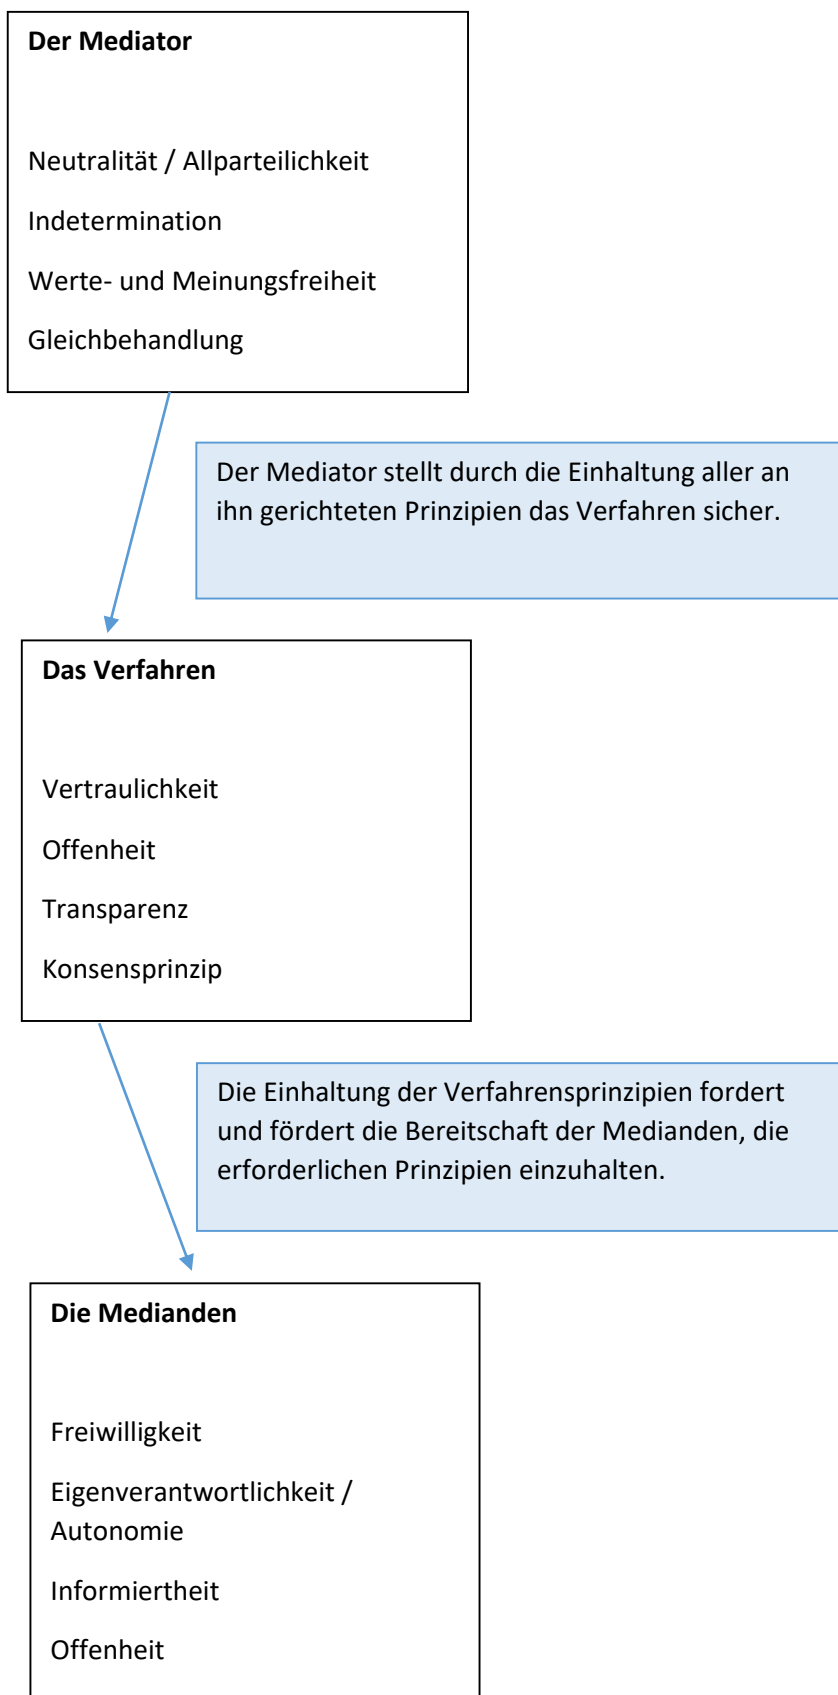 Der Mediator
Neutralität / Allparteilichkeit
Indetermination
Werte- und Meinungsfreiheit
Gleichbehandlung
Der Mediator stellt durch die Einhaltung aller an
ihn gerichteten Prinzipien das Verfahren sicher.
Das Verfahren
Vertraulichkeit
Offenheit
Transparenz
Konsensprinzip
Die Einhaltung der Verfahrensprinzipien fordert
und fördert die Bereitschaft der Medianden, die
erforderlichen Prinzipien einzuhalten.
Die Medianden
Freiwilligkeit
Eigenverantwortlichkeit /
Autonomie
Informiertheit
Offenheit